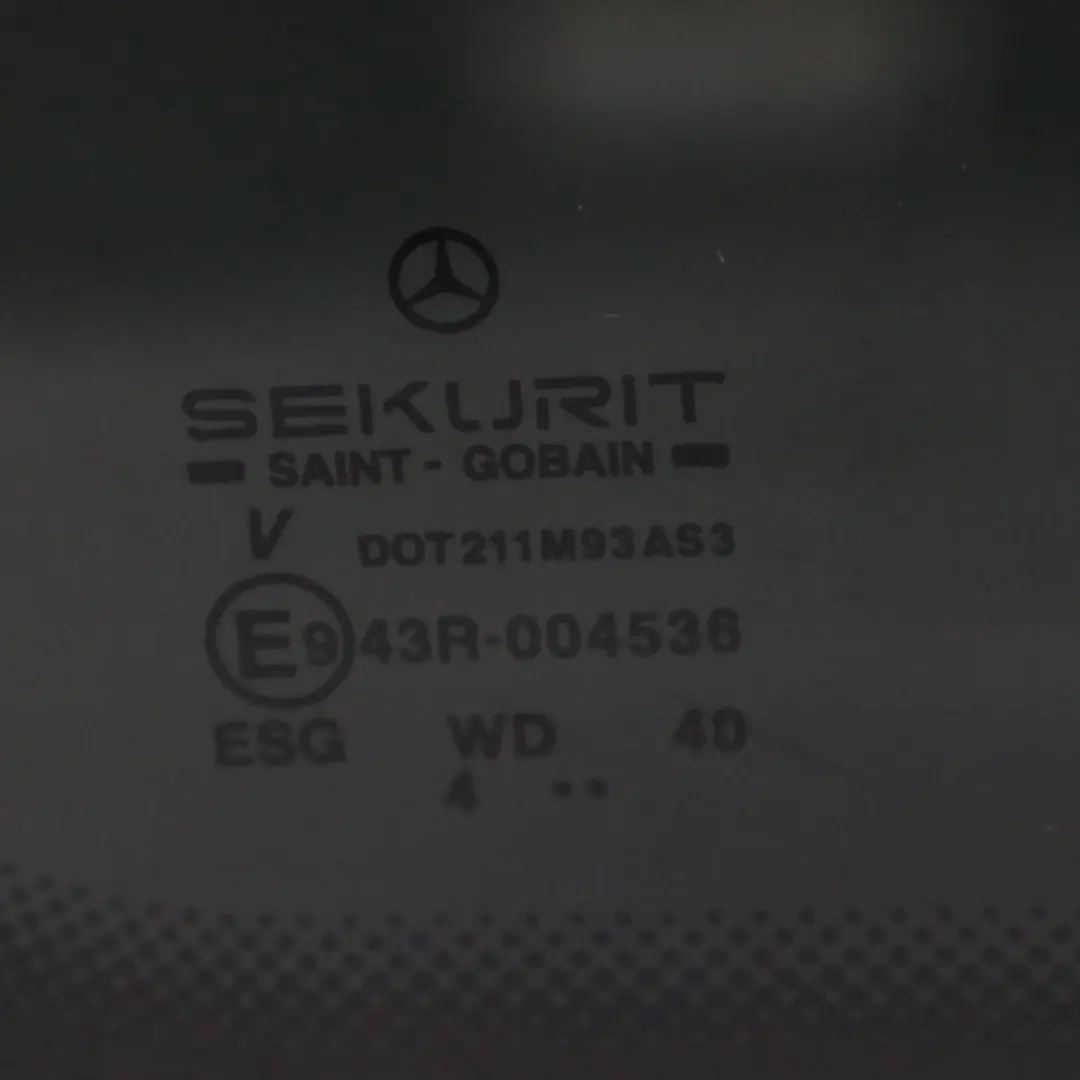 SEKURIT
SAINT - GOBAIN
V DOT211M93AS3
E9 43R-004536
ESG WD 40
4 ••